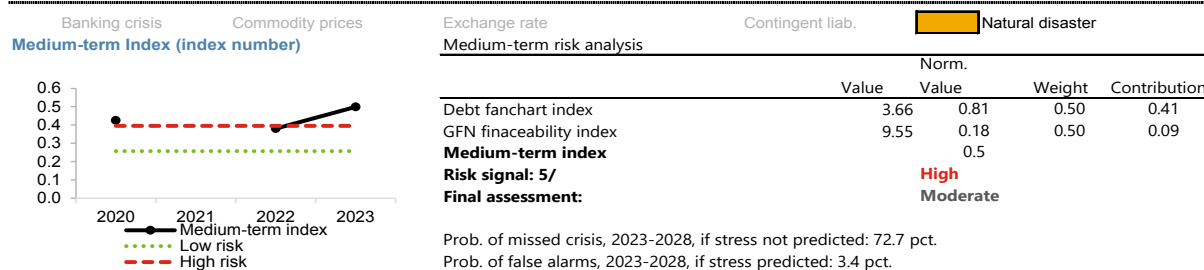 Banking crisis Commodity prices Exchange rate Contingent liab. Natural disaster
Medium-term Index (index number)
0.6
0.5
0.4
0.3
0.2
0.1
0.0
2020 2021 2022 2023
Medium-term index
Low risk
High risk
Medium-term risk analysis
Norm.
Value Value Weight Contribution
Debt fanchart index 3.66 0.81 0.50 0.41
GFN finaceability index 9.55 0.18 0.50 0.09
Medium-term index 0.5
Risk signal: 5/ High
Final assessment: Moderate
Prob. of missed crisis, 2023-2028, if stress not predicted: 72.7 pct.
Prob. of false alarms, 2023-2028, if stress predicted: 3.4 pct.